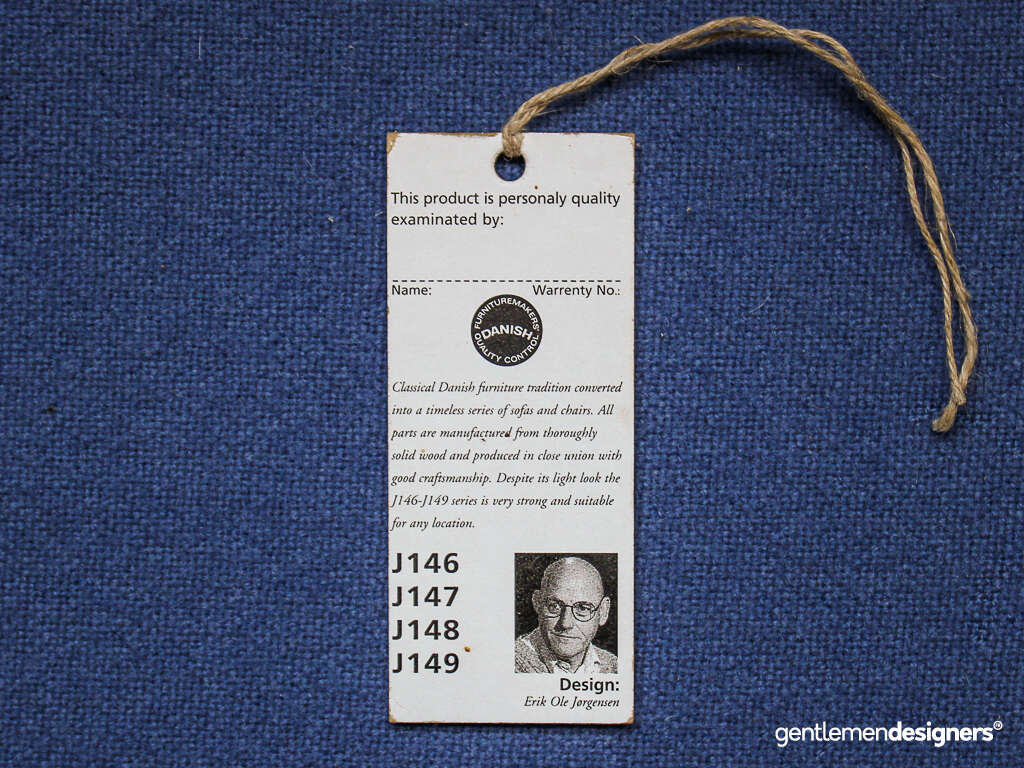 This product is personaly quality
examinated by:
Name: Warrenty No.:
FURNITUREMAKERS'
DANISH
QUALITY CONTROL
Classical Danish furniture tradition converted
into a timeless series of sofas and chairs. All
parts are manufactured from thoroughly
solid wood and produced in close union with
good craftsmanship. Despite its light look the
J146-J149 series is very strong and suitable
for any location.
J146
J147
J148
J149
Design:
Erik Ole Jørgensen
gentlemendesigners®